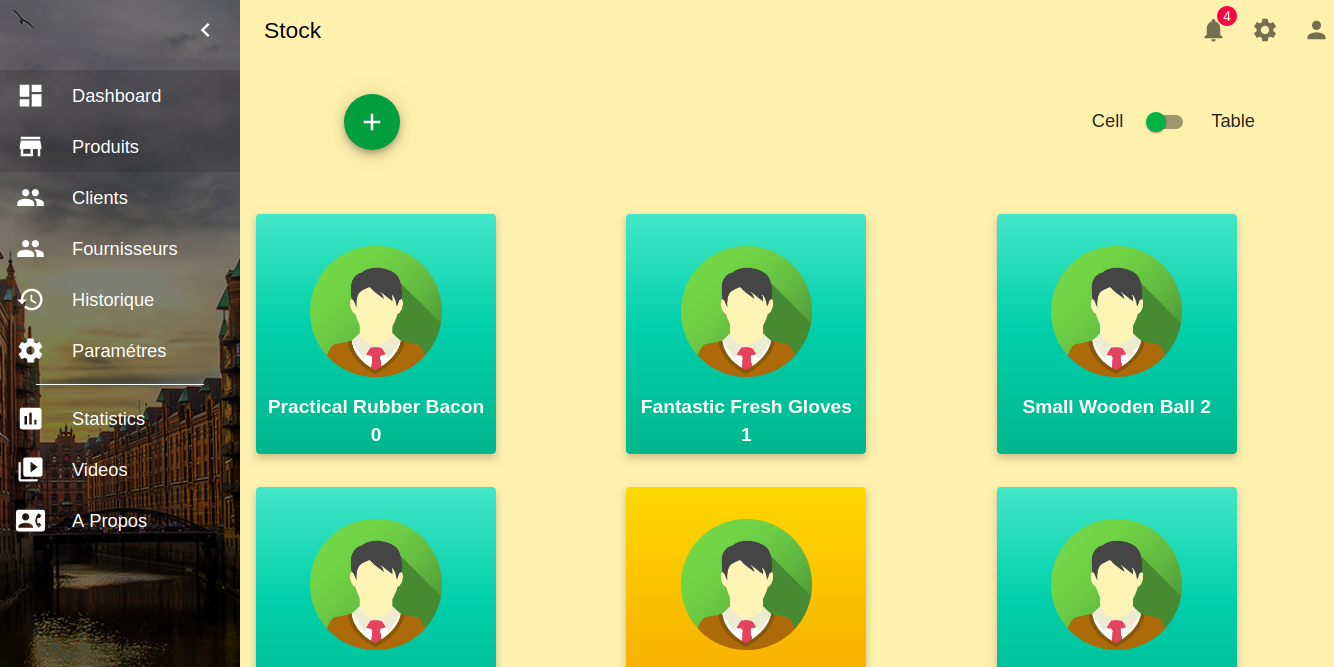 Stock
4
Dashboard
Produits
Clients
Fournisseurs
Historique
Paramétres
Statistics
Videos
A Propos
Cell
Table
Practical Rubber Bacon
0
Fantastic Fresh Gloves
1
Small Wooden Ball 2